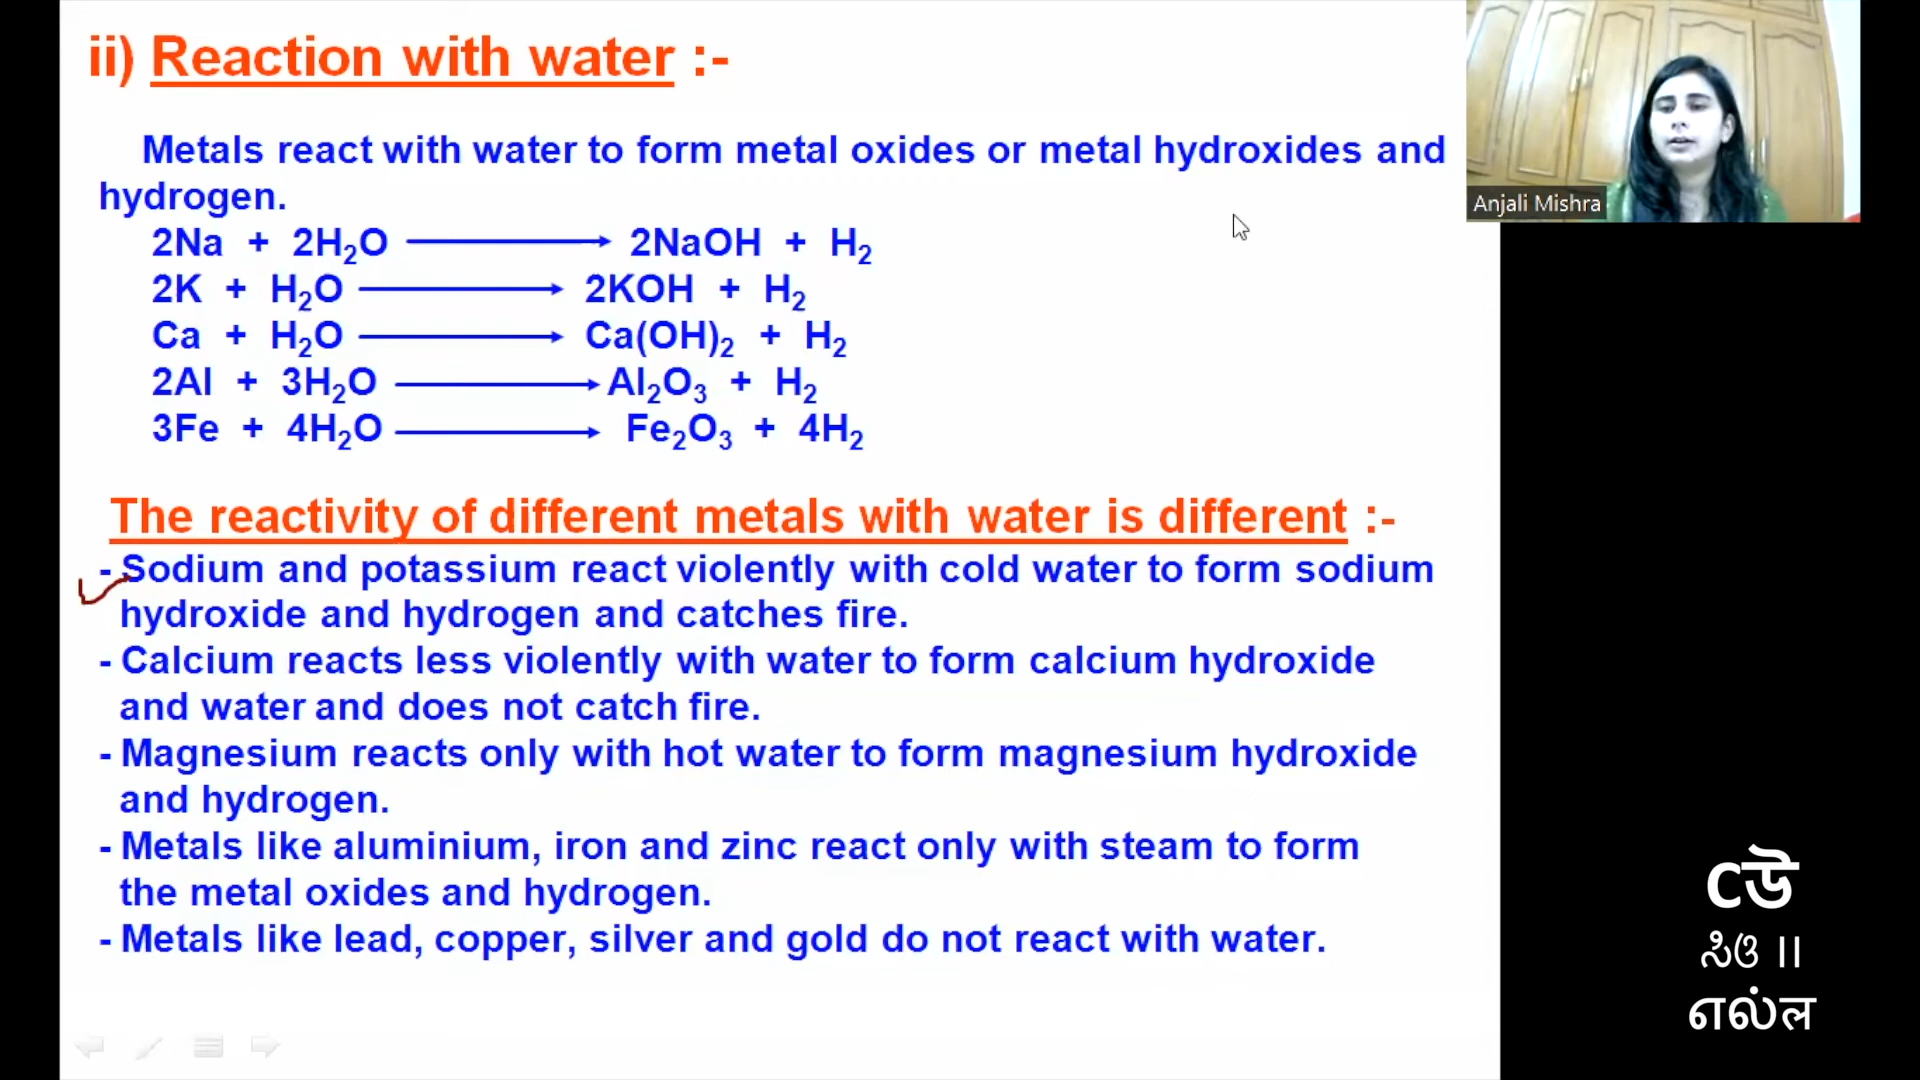 ii) Reaction with water :-
Metals react with water to form metal oxides or metal hydroxides and
hydrogen.
2Na + 2H₂O ⟶ 2NaOH + H₂
2K + H₂O ⟶ 2KOH + H₂
Ca + H₂O ⟶ Ca(OH)₂ + H₂
2Al + 3H₂O ⟶ Al₂O₃ + H₂
3Fe + 4H₂O ⟶ Fe₂O₃ + 4H₂
The reactivity of different metals with water is different :-
- Sodium and potassium react violently with cold water to form sodium
hydroxide and hydrogen and catches fire.
- Calcium reacts less violently with water to form calcium hydroxide
and water and does not catch fire.
- Magnesium reacts only with hot water to form magnesium hydroxide
and hydrogen.
- Metals like aluminium, iron and zinc react only with steam to form
the metal oxides and hydrogen.
- Metals like lead, copper, silver and gold do not react with water.
Anjali Mishra